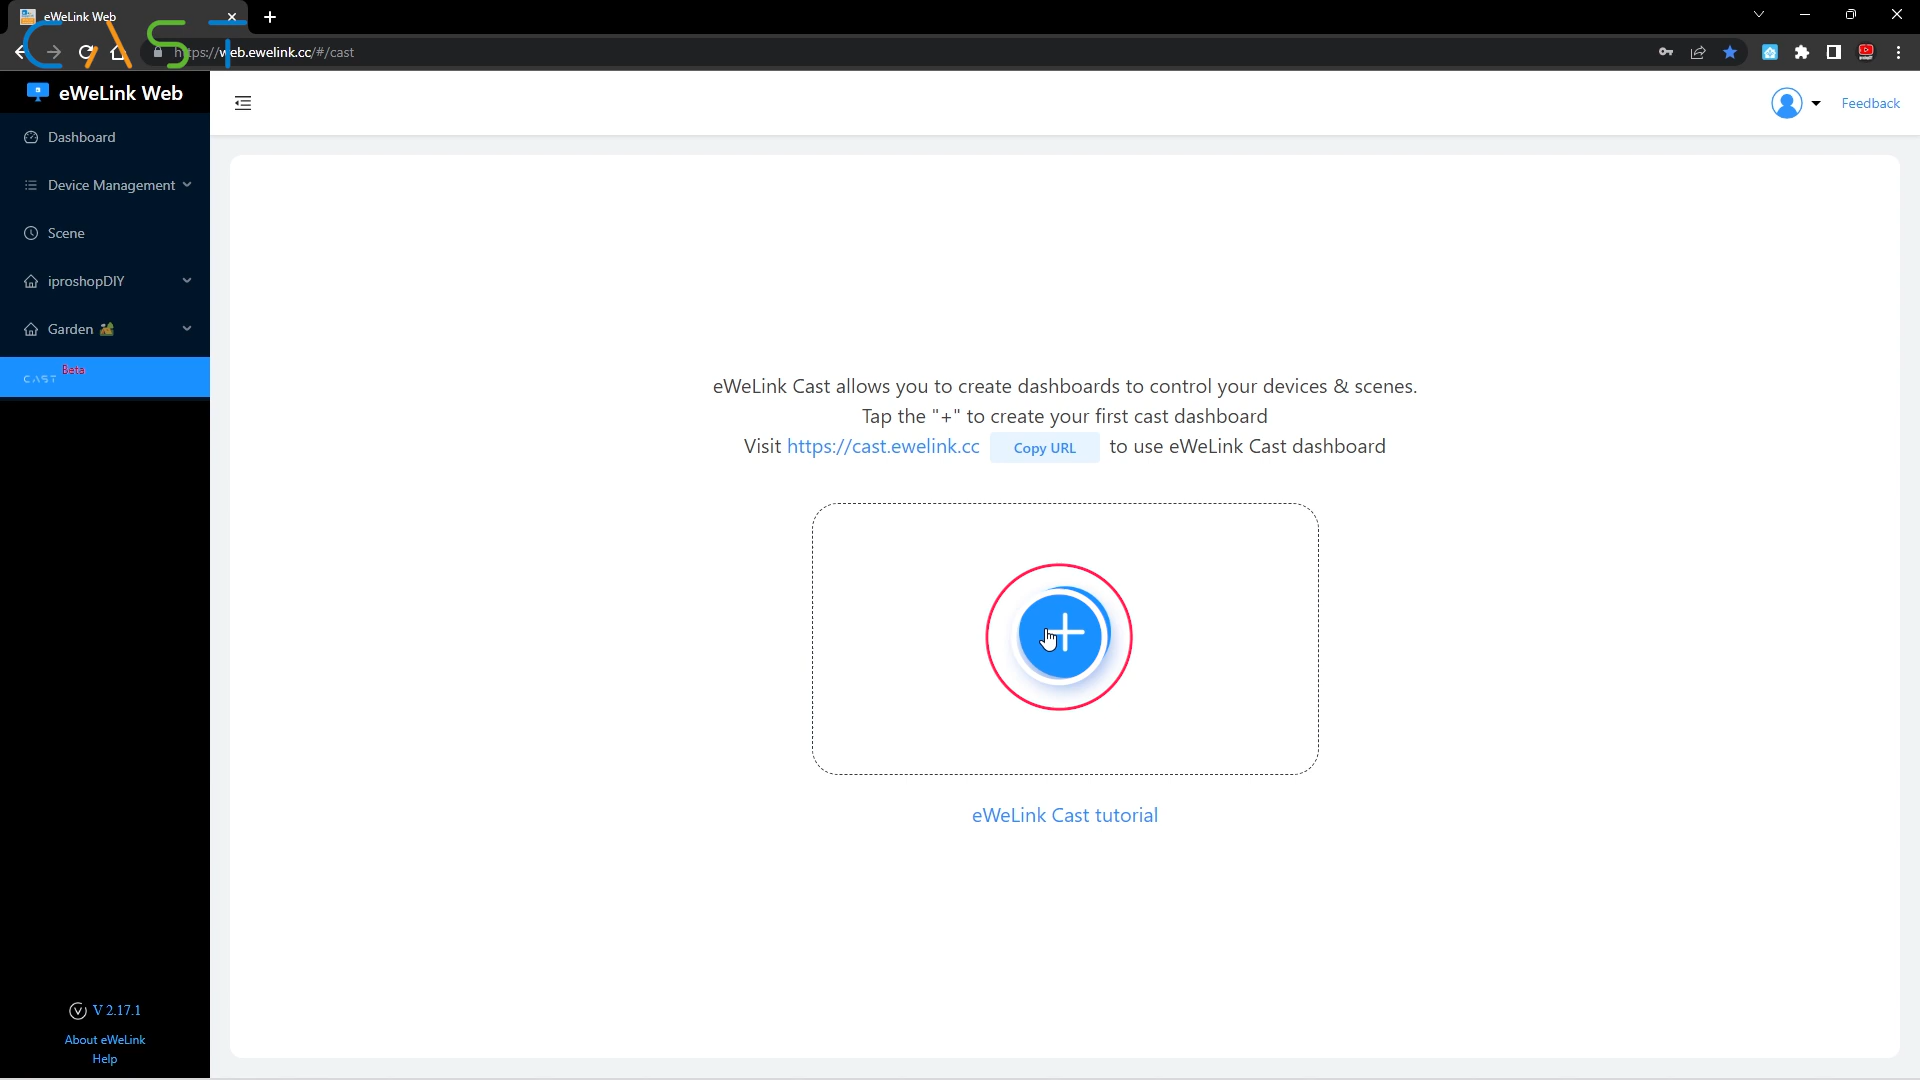 eWeLink Web
CAST
https://web.ewelink.cc/#/cast
eWeLink Web
Feedback
Dashboard
Device Management
Scene
iproshopDIY
Garden
CAST Beta
eWeLink Cast allows you to create dashboards to control your devices & scenes.
Tap the "+" to create your first cast dashboard
Visit https://cast.ewelink.cc Copy URL to use eWeLink Cast dashboard
eWeLink Cast tutorial
V 2.17.1
About eWeLink
Help